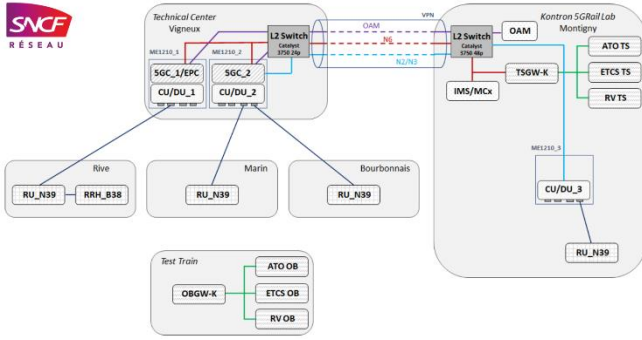 SNCF
RÉSEAU
Technical Center
Vigneux
ME1210_1
ME1210_2
5GC_1/EPC
5GC_2
CU/DU_1
CU/DU_2
L2 Switch
Catalyst
3750 24p
VPN
OAM
N6
N2/N3
Kontron 5GRail Lab
Montigny
L2 Switch
Catalyst
3750 48p
OAM
IMS/MCx
TSGW-K
ATO TS
ETCS TS
RV TS
ME1210_3
CU/DU_3
RU_N39
Rive
RU_N39
RRH_B38
Marin
RU_N39
Bourbonnais
RU_N39
Test Train
OBGW-K
ATO OB
ETCS OB
RV OB